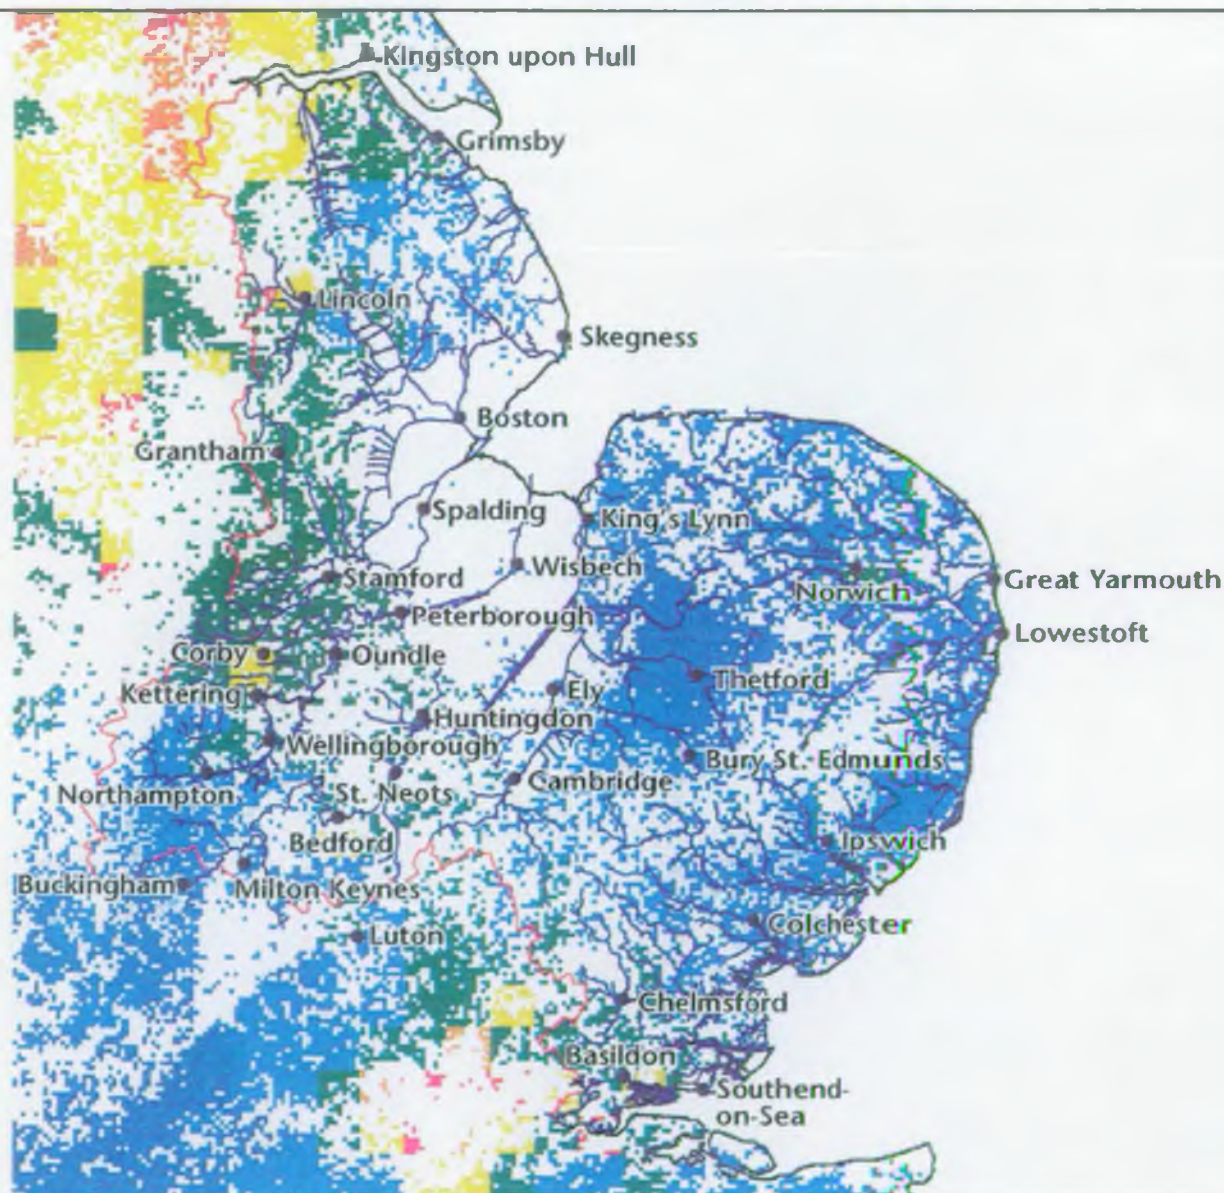 Kingston upon Hull
Grimsby
Lincoln
Skegness
Boston
Grantham
Spalding
King's Lynn
Wisbech
Stamford
Norwich
Great Yarmouth
Peterborough
Lowestoft
Corby
Oundle
Thetford
Kettering
Ely
Huntingdon
Wellingborough
Bury St. Edmunds
Cambridge
Northampton
St. Neots
Bedford
Ipswich
Buckingham
Milton Keynes
Colchester
Luton
Chelmsford
Basildon
Southend-
on-Sea